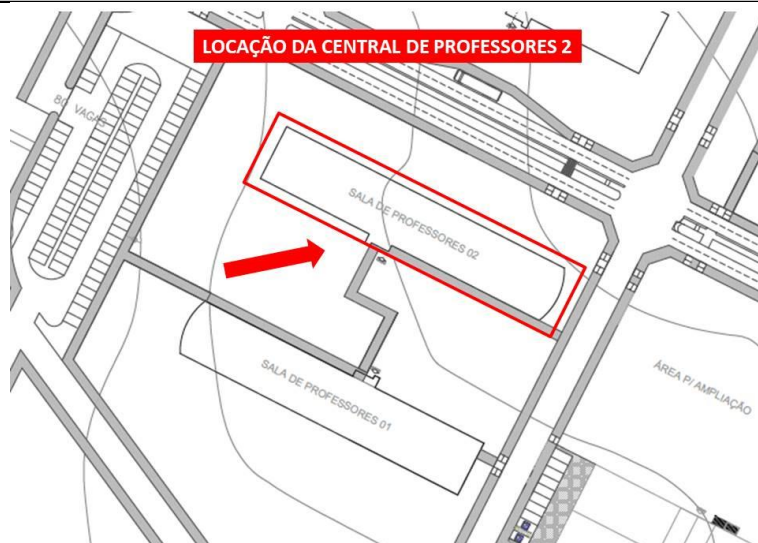 LOCAÇÃO DA CENTRAL DE PROFESSORES 2
80 VAGAS
SALA DE PROFESSORES 02
SALA DE PROFESSORES 01
ÁREA P/ AMPLIAÇÃO